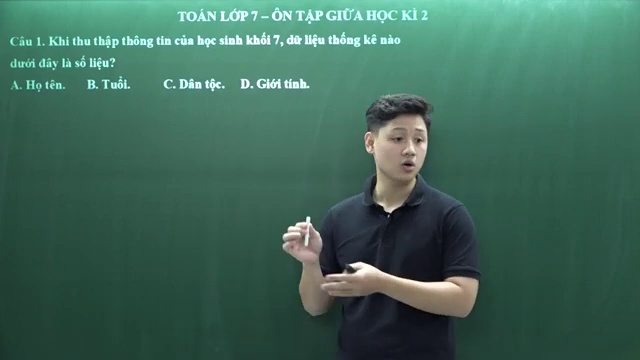 TOÁN LỚP 7 – ÔN TẬP GIỮA HỌC KÌ 2
Câu 1. Khi thu thập thông tin của học sinh khối 7, dữ liệu thống kê nào
dưới đây là số liệu?
A. Họ tên. B. Tuổi. C. Dân tộc. D. Giới tính.